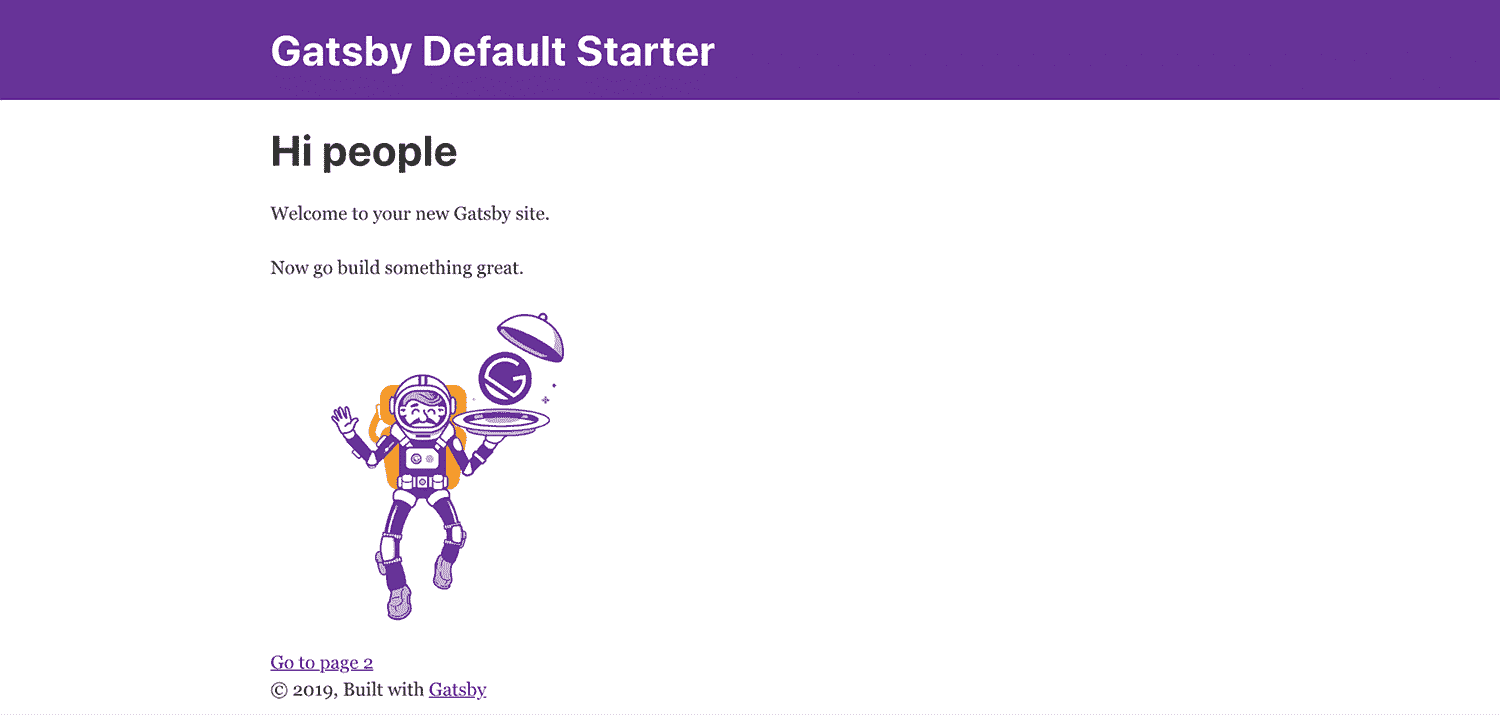 Gatsby Default Starter
Hi people
Welcome to your new Gatsby site.
Now go build something great.
Go to page 2
© 2019, Built with Gatsby